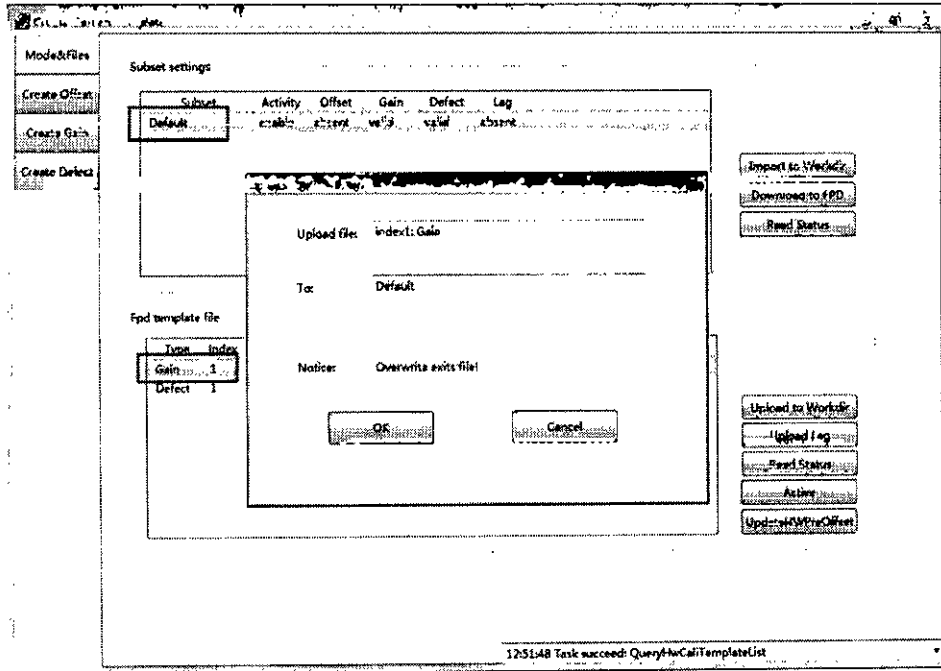 Mode&Files
Create Offset
Create Gain
Create Defect
Subset settings
Subset Activity Offset Gain Defect Lag
Default enable absent valid valid absent
Import to Workdir
Download to FPD
Read Status
Upload file: index1: Gain
To: Default
Notice: Overwrite exits file!
OK Cancel
Fpd template file
Type Index
Gain 1
Defect 1
Upload to Workdir
Upload Log
Read Status
Active
UpdateHWPreOffset
12:51:48 Task succeed: QueryHwCaliTemplateList